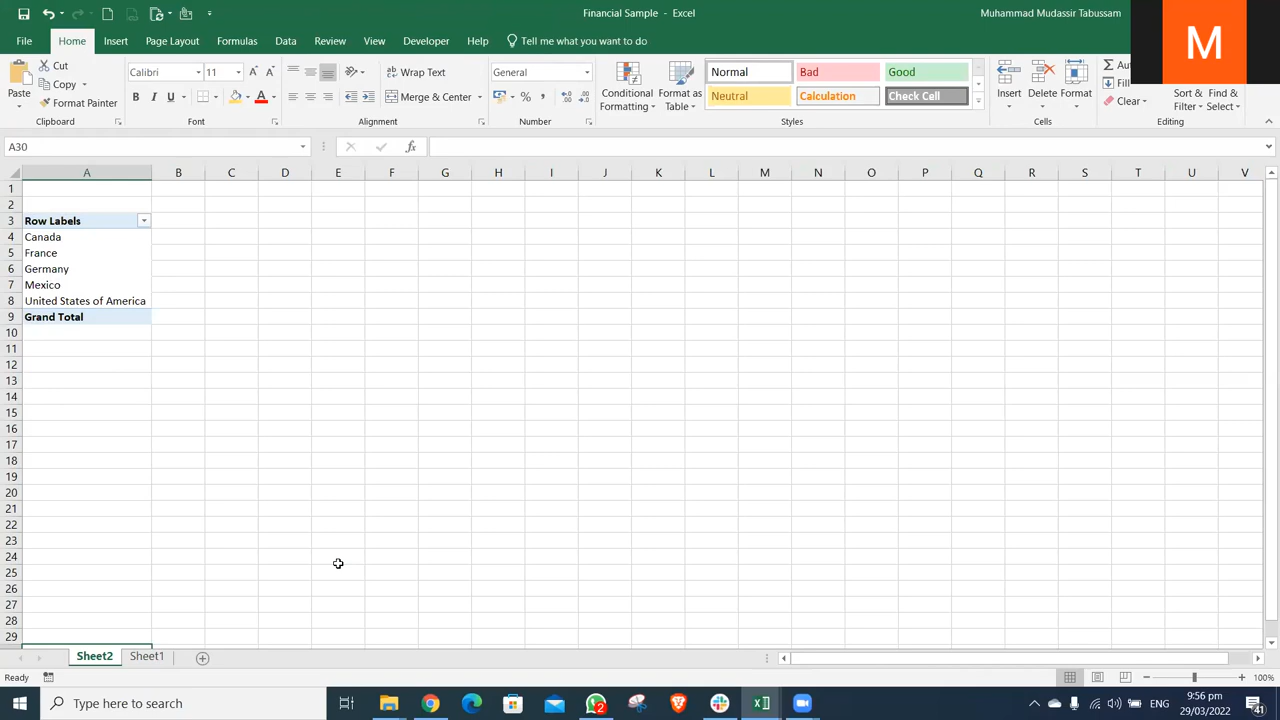 Financial Sample - Excel
Muhammad Mudassir Tabussam
M
File Home Insert Page Layout Formulas Data Review View Developer Help Tell me what you want to do
Paste
Cut
Copy
Format Painter
Clipboard
Calibri 11
B I U
Font
Wrap Text
Merge & Center
Alignment
General
Number
Conditional
Formatting
Format as
Table
Normal Bad Good
Neutral Calculation Check Cell
Styles
Insert Delete Format
Cells
Fill
Clear
Sort &
Filter
Find &
Select
Editing
A30
fx
A B C D E F G H I J K L M N O P Q R S T U V
1
2
3 Row Labels
4 Canada
5 France
6 Germany
7 Mexico
8 United States of America
9 Grand Total
10
11
12
13
14
15
16
17
18
19
20
21
22
23
24
25
26
27
28
29
Sheet2 Sheet1
Ready
100%
Type here to search
2
ENG
9:56 pm
29/03/2022
41